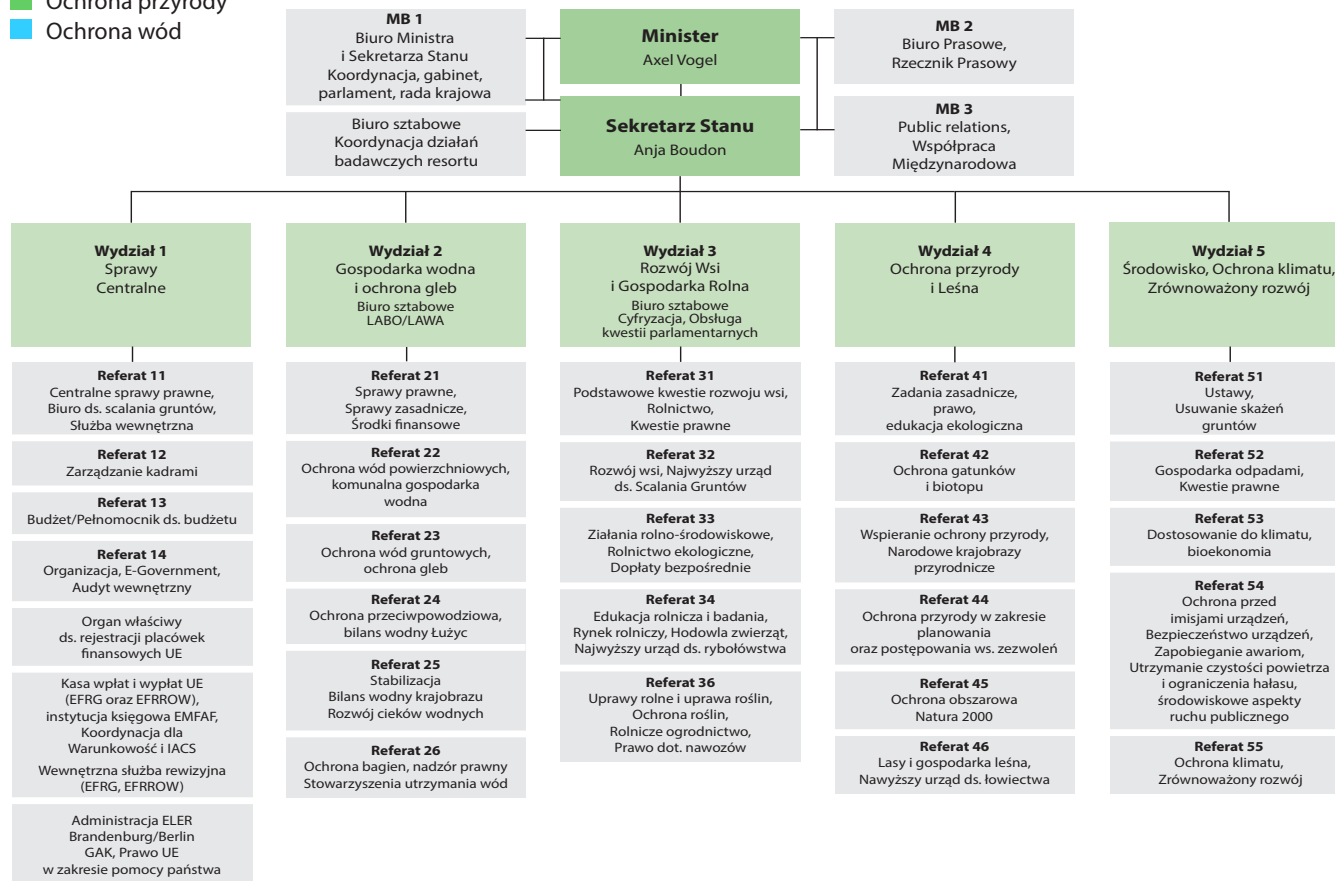 Ochrona przyrody
Ochrona wód
MB 1
Biuro Ministra
i Sekretarza Stanu
Koordynacja, gabinet,
parlament, rada krajowa
Biuro sztabowe
Koordynacja działań
badawczych resortu
Minister
Axel Vogel
Sekretarz Stanu
Anja Boudon
MB 2
Biuro Prasowe,
Rzecznik Prasowy
MB 3
Public relations,
Współpraca
Międzynarodowa
Wydział 1
Sprawy
Centralne
Referat 11
Centralne sprawy prawne,
Biuro ds. scalania gruntów,
Służba wewnętrzna
Referat 12
Zarządzanie kadrami
Referat 13
Budżet/Pełnomocnik ds. budżetu
Referat 14
Organizacja, E-Government,
Audyt wewnętrzny
Organ właściwy
ds. rejestracji placówek
finansowych UE
Kasa wpłat i wypłat UE
(EFRG oraz EFRROW),
instytucja księgowa EMFAF,
Koordynacja dla
Warunkowość i IACS
Wewnętrzna służba rewizyjna
(EFRG, EFRROW)
Administracja ELER
Brandenburg/Berlin
GAK, Prawo UE
w zakresie pomocy państwa
Wydział 2
Gospodarka wodna
i ochrona gleb
Biuro sztabowe
LABO/LAWA
Referat 21
Sprawy prawne,
Sprawy zasadnicze,
Środki finansowe
Referat 22
Ochrona wód powierzchniowych,
komunalna gospodarka
wodna
Referat 23
Ochrona wód gruntowych,
ochrona gleb
Referat 24
Ochrona przeciwpowodziowa,
bilans wodny Łużyc
Referat 25
Stabilizacja
Bilans wodny krajobrazu
Rozwój cieków wodnych
Referat 26
Ochrona bagien, nadzór prawny
Stowarzyszenia utrzymania wód
Wydział 3
Rozwój Wsi
i Gospodarka Rolna
Biuro sztabowe
Cyfryzacja, Obsługa
kwestii parlamentarnych
Referat 31
Podstawowe kwestie rozwoju wsi,
Rolnictwo,
Kwestie prawne
Referat 32
Rozwój wsi, Najwyższy urząd
ds. Scalania Gruntów
Referat 33
Ziałania rolno-środowiskowe,
Rolnictwo ekologiczne,
Dopłaty bezpośrednie
Referat 34
Edukacja rolnicza i badania,
Rynek rolniczy, Hodowla zwierząt,
Najwyższy urząd ds. rybołówstwa
Referat 36
Uprawy rolne i uprawa roślin,
Ochrona roślin,
Rolnicze ogrodnictwo,
Prawo dot. nawozów
Wydział 4
Ochrona przyrody
i Leśna
Referat 41
Zadania zasadnicze,
prawo,
edukacja ekologiczna
Referat 42
Ochrona gatunków
i biotopu
Referat 43
Wspieranie ochrony przyrody,
Narodowe krajobrazy
przyrodnicze
Referat 44
Ochrona przyrody w zakresie
planowania
oraz postępowania ws. zezwoleń
Referat 45
Ochrona obszarowa
Natura 2000
Referat 46
Lasy i gospodarka leśna,
Nawyższy urząd ds. łowiectwa
Wydział 5
Środowisko, Ochrona klimatu,
Zrównoważony rozwój
Referat 51
Ustawy,
Usuwanie skażeń
gruntów
Referat 52
Gospodarka odpadami,
Kwestie prawne
Referat 53
Dostosowanie do klimatu,
bioekonomia
Referat 54
Ochrona przed
imisjami urządzeń,
Bezpieczeństwo urządzeń,
Zapobieganie awariom,
Utrzymanie czystości powietrza
i ograniczenia hałasu,
środowiskowe aspekty
ruchu publicznego
Referat 55
Ochrona klimatu,
Zrównoważony rozwój